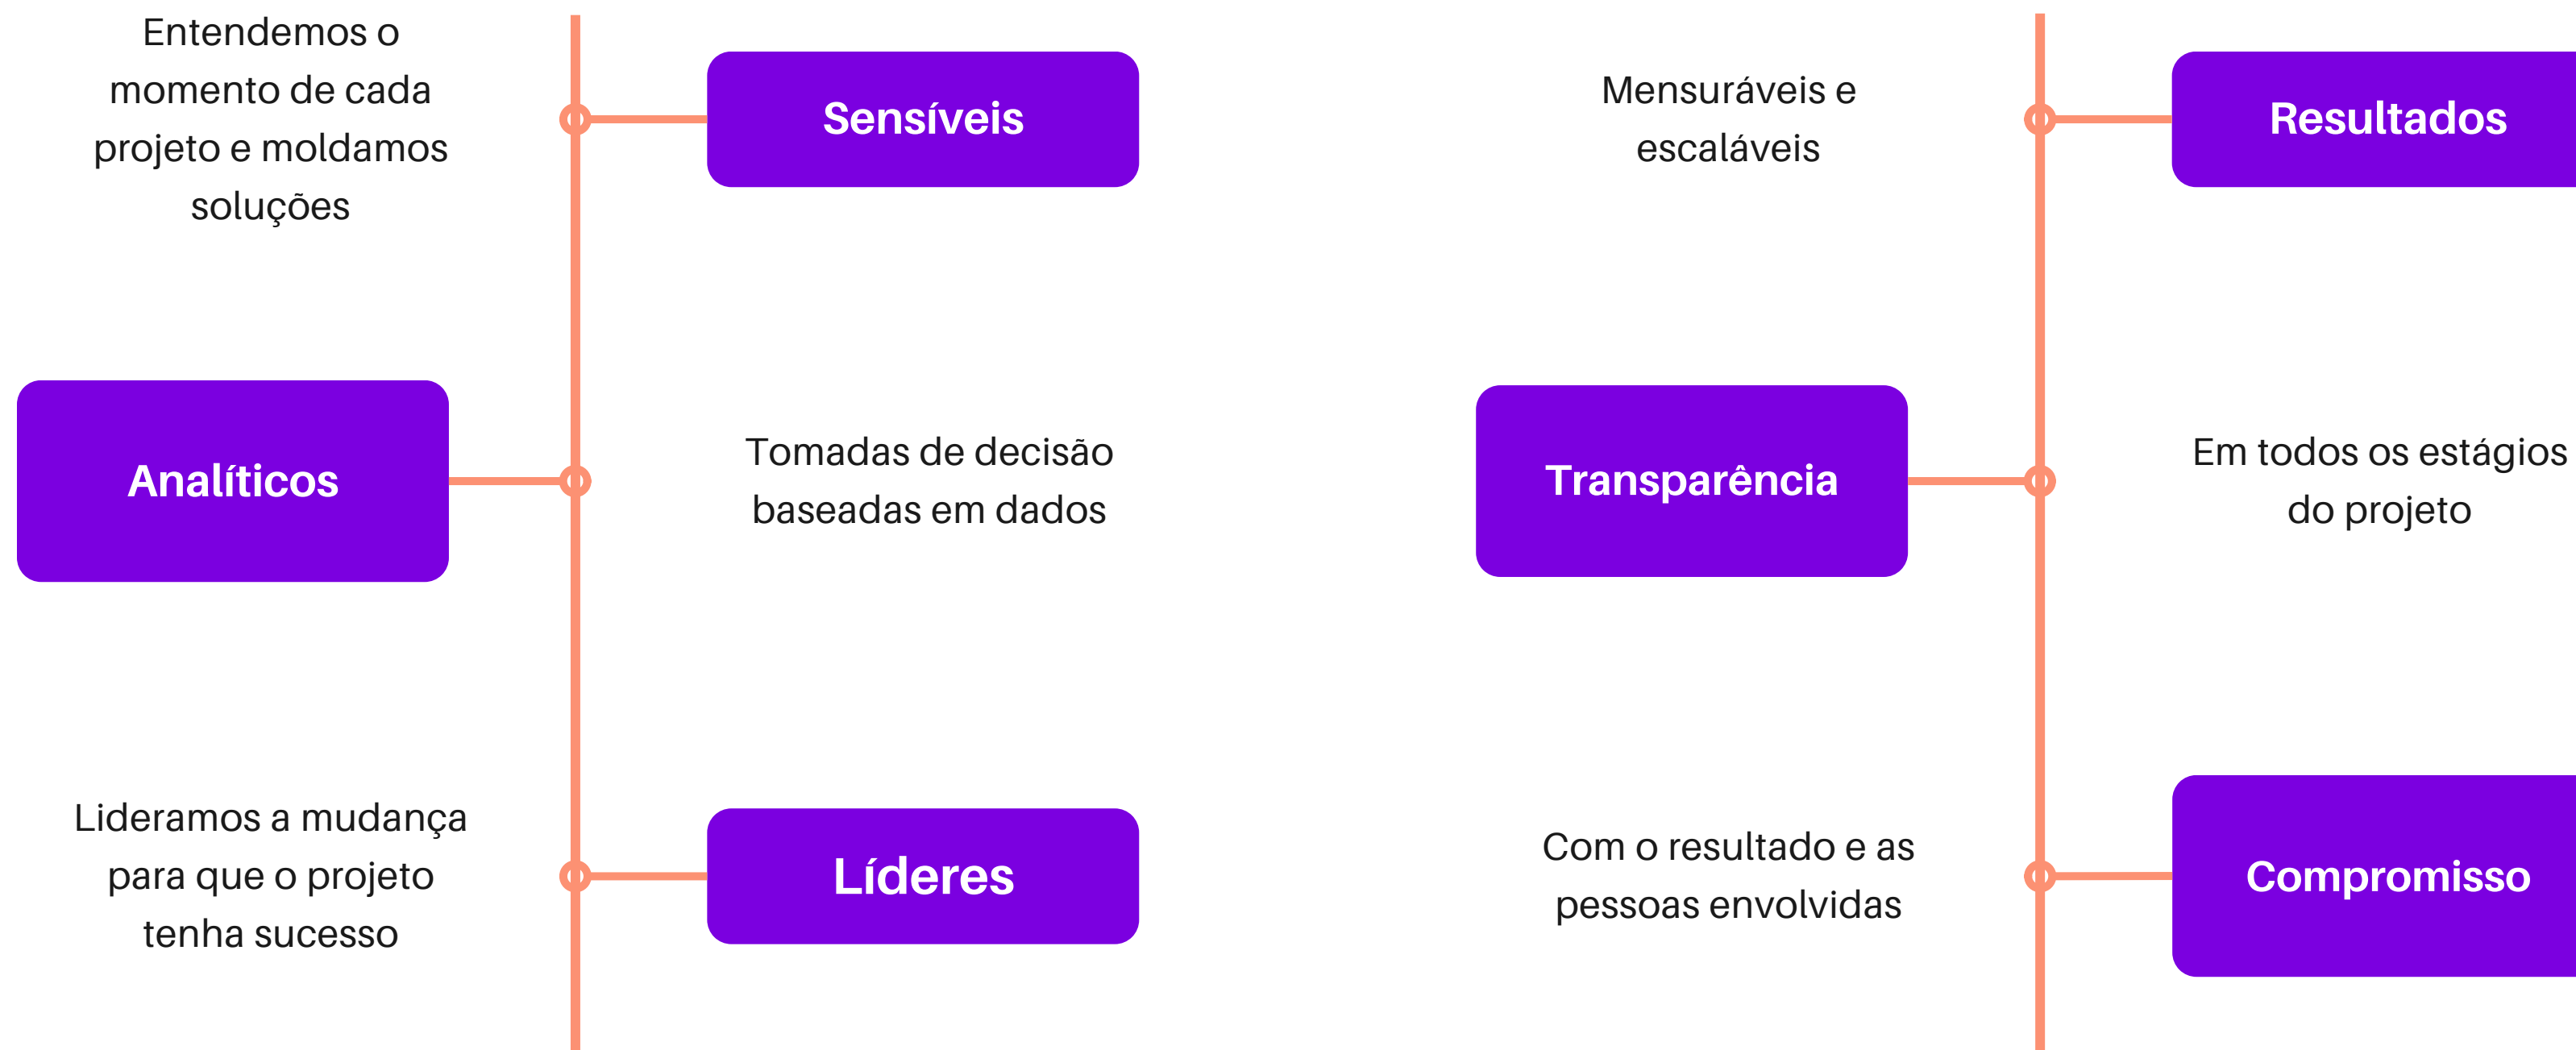 Entendemos o
momento de cada
projeto e moldamos
soluções
Sensíveis
Analíticos
Tomadas de decisão
baseadas em dados
Lideramos a mudança
para que o projeto
tenha sucesso
Líderes
Mensuráveis e
escaláveis
Resultados
Transparência
Em todos os estágios
do projeto
Com o resultado e as
pessoas envolvidas
Compromisso